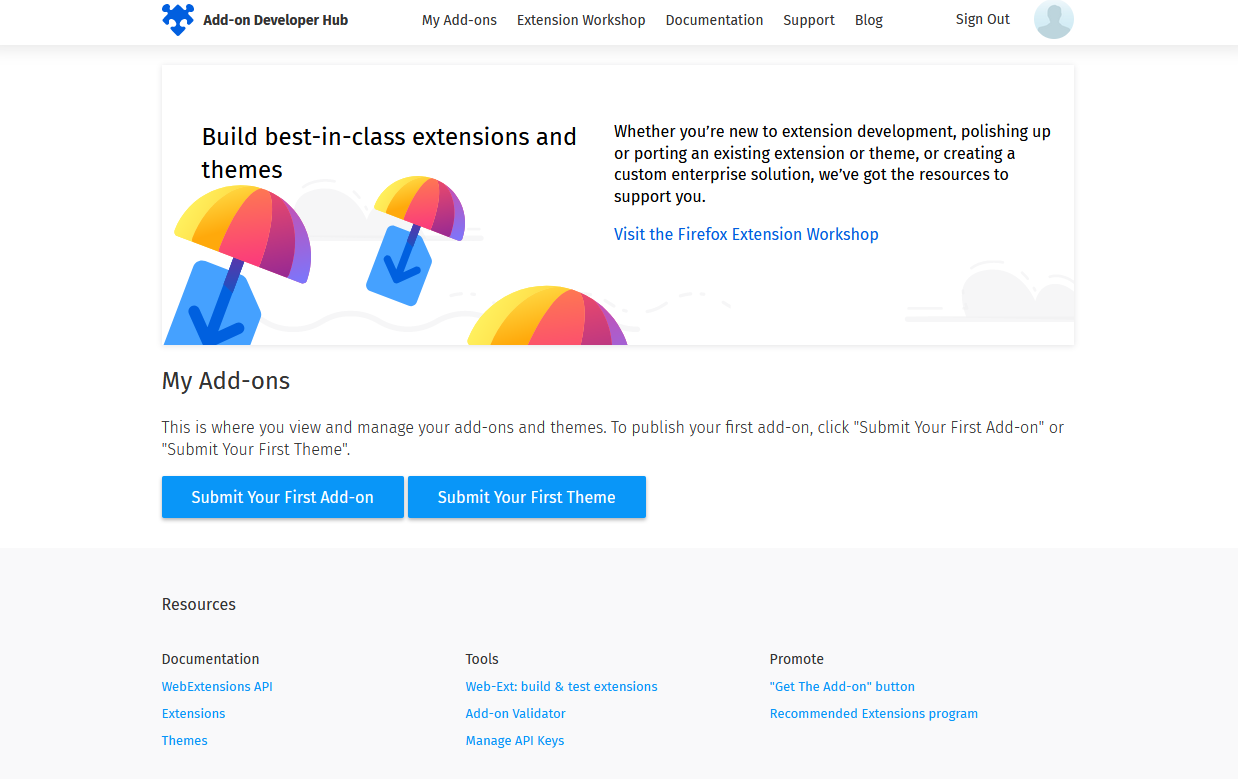 Add-on Developer Hub My Add-ons Extension Workshop Documentation Support Blog Sign Out
Build best-in-class extensions and
themes
Whether you’re new to extension development, polishing up
or porting an existing extension or theme, or creating a
custom enterprise solution, we’ve got the resources to
support you.
Visit the Firefox Extension Workshop
My Add-ons
This is where you view and manage your add-ons and themes. To publish your first add-on, click "Submit Your First Add-on" or
"Submit Your First Theme".
Submit Your First Add-on Submit Your First Theme
Resources
Documentation
WebExtensions API
Extensions
Themes
Tools
Web-Ext: build & test extensions
Add-on Validator
Manage API Keys
Promote
"Get The Add-on" button
Recommended Extensions program